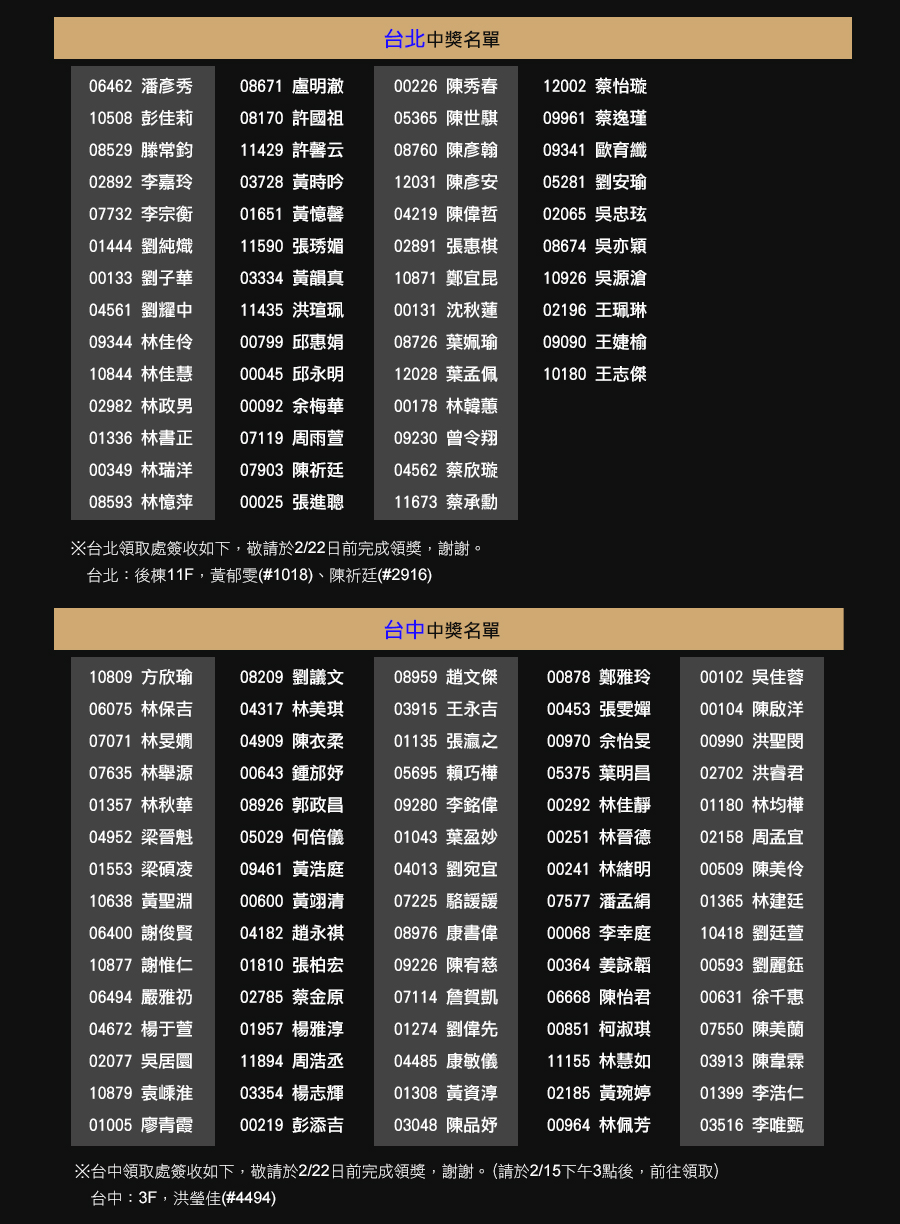 台北中獎名單
06462 潘彥秀 08671 盧明澈 00226 陳秀春 12002 蔡怡璇
10508 彭佳莉 08170 許國祖 05365 陳世騏 09961 蔡逸瑾
08529 滕常鈞 11429 許馨云 08760 陳彥翰 09341 歐育纖
02892 李嘉玲 03728 黃時吟 12031 陳彥安 05281 劉安瑜
07732 李宗衡 01651 黃憶馨 04219 陳偉哲 02065 吳忠玹
01444 劉純熾 11590 張琇媚 02891 張惠棋 08674 吳亦穎
00133 劉子華 03334 黃韻真 10871 鄭宜昆 10926 吳源滄
04561 劉耀中 11435 洪瑄珮 00131 沈秋蓮 02196 王珮琳
09344 林佳伶 00799 邱惠娟 08726 葉姵瑜 09090 王婕榆
10844 林佳慧 00045 邱永明 12028 葉孟佩 10180 王志傑
02982 林政男 00092 余梅華 00178 林韓蕙
01336 林書正 07119 周雨萱 09230 曾令翔
00349 林瑞洋 07903 陳祈廷 04562 蔡欣璇
08593 林憶萍 00025 張進聰 11673 蔡承勳
※台北領取處簽收如下，敬請於2/22日前完成領獎，謝謝。
台北：後棟11F，黃郁雯(#1018)、陳祈廷(#2916)
台中中獎名單
10809 方欣瑜 08209 劉議文 08959 趙文傑 00878 鄭雅玲 00102 吳佳蓉
06075 林保吉 04317 林美琪 03915 王永吉 00453 張雯嬋 00104 陳啟洋
07071 林旻嫺 04909 陳衣柔 01135 張瀛之 00970 佘怡旻 00990 洪聖閔
07635 林舉源 00643 鍾邡妤 05695 賴巧樺 05375 葉明昌 02702 洪睿君
01357 林秋華 08926 郭政昌 09280 李銘偉 00292 林佳靜 01180 林均樺
04952 梁晉魁 05029 何倍儀 01043 葉盈妙 00251 林晉德 02158 周孟宜
01553 梁碩凌 09461 黃浩庭 04013 劉宛宜 00241 林緒明 00509 陳美伶
10638 黃聖淵 00600 黃翊清 07225 駱諼諼 07577 潘孟絹 01365 林建廷
06400 謝俊賢 04182 趙永祺 08976 康書偉 00068 李幸庭 10418 劉廷萱
10877 謝惟仁 01810 張柏宏 09226 陳宥慈 00364 姜詠韜 00593 劉麗鈺
06494 嚴雅礽 02785 蔡金原 07114 詹賀凱 06668 陳怡君 00631 徐千惠
04672 楊于萱 01957 楊雅淳 01274 劉偉先 00851 柯淑琪 07550 陳美蘭
02077 吳居圜 11894 周浩丞 04485 康敏儀 11155 林慧如 03913 陳韋霖
10879 袁嵊淮 03354 楊志輝 01308 黃資淳 02185 黃琬婷 01399 李浩仁
01005 廖青霞 00219 彭添吉 03048 陳品妤 00964 林佩芳 03516 李唯甄
※台中領取處簽收如下，敬請於2/22日前完成領獎，謝謝。(請於2/15下午3點後，前往領取)
台中：3F，洪瑩佳(#4494)